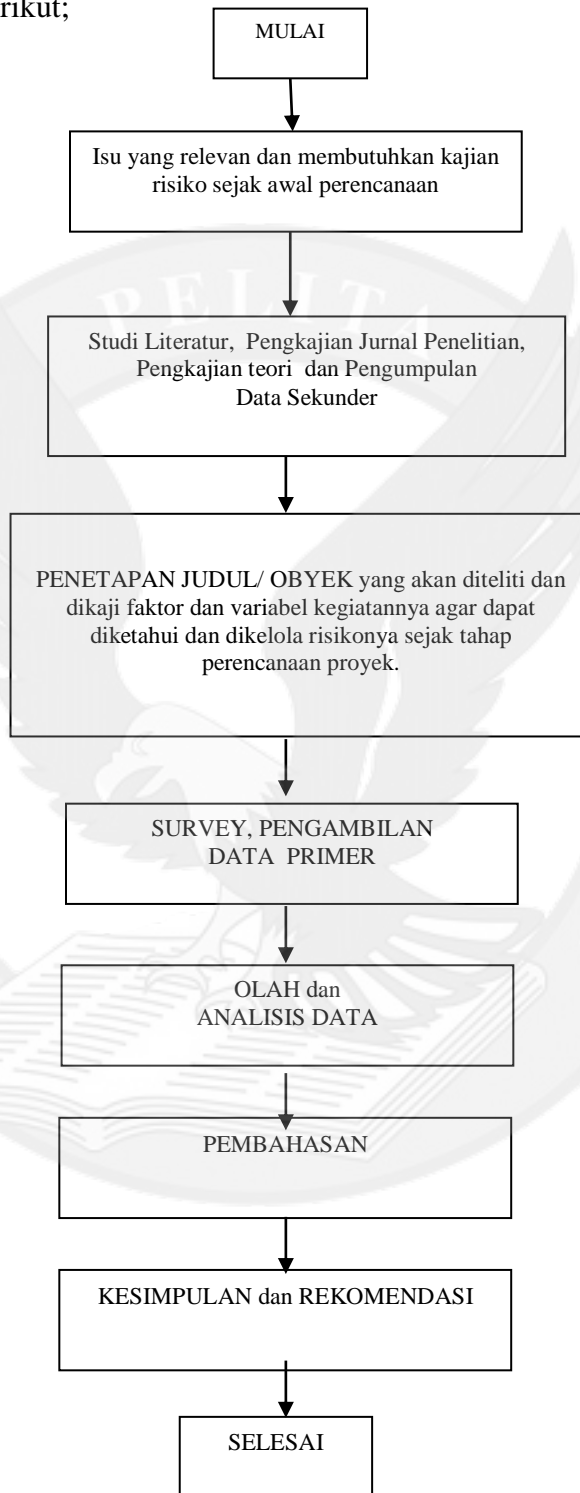 rikut;
MULAI
Isu yang relevan dan membutuhkan kajian
risiko sejak awal perencanaan
PELITA
Studi Literatur, Pengkajian Jurnal Penelitian,
Pengkajian teori dan Pengumpulan
Data Sekunder
PENETAPAN JUDUL/ OBYEK yang akan diteliti dan
dikaji faktor dan variabel kegiatannya agar dapat
diketahui dan dikelola risikonya sejak tahap
perencanaan proyek.
SURVEY, PENGAMBILAN
DATA PRIMER
OLAH dan
ANALISIS DATA
PEMBAHASAN
KESIMPULAN dan REKOMENDASI
SELESAI